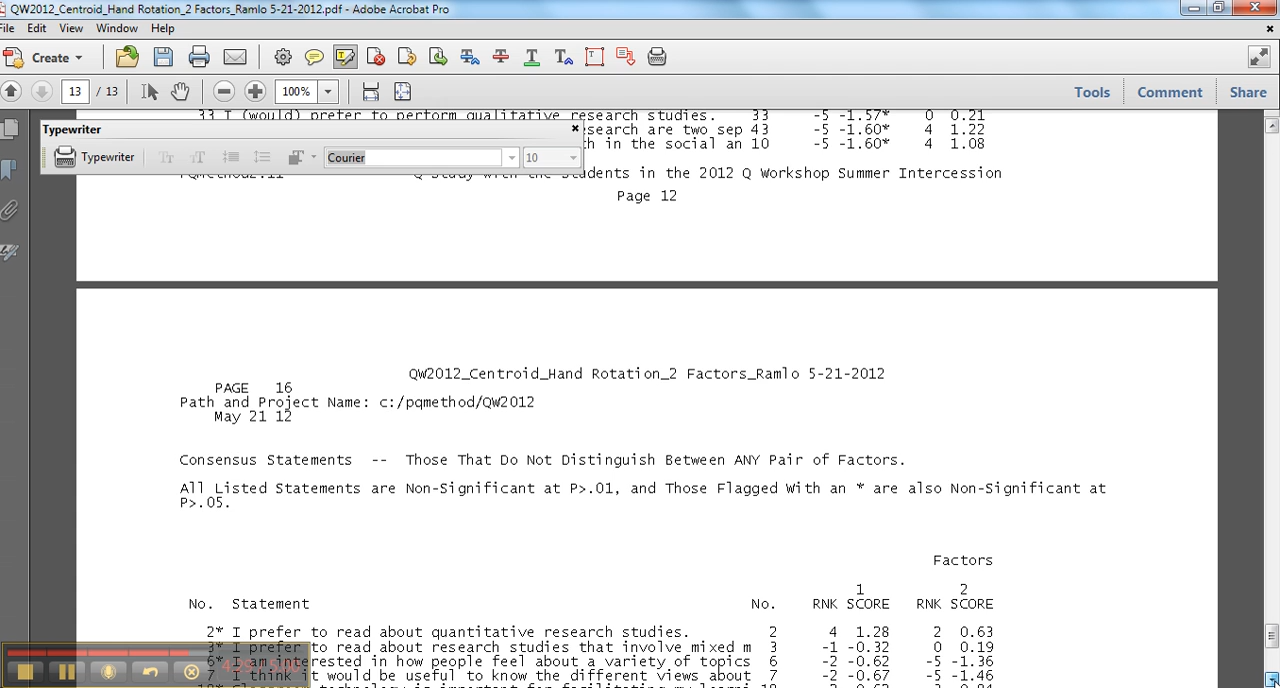 QW2012_Centroid_Hand Rotation_2 Factors_Ramlo 5-21-2012.pdf - Adobe Acrobat Pro
File Edit View Window Help
Create
13 / 13 100% Tools Comment Share
33 I (would) prefer to perform qualitative research studies. 33 -5 -1.57* 0 0.21
Typewriter
search are two sep 43 -5 -1.60* 4 1.22
in the social an 10 -5 -1.60* 4 1.08
Typewriter Courier 10
Q Study with the Students in the 2012 Q Workshop Summer Intercession
Page 12
QW2012_Centroid_Hand Rotation_2 Factors_Ramlo 5-21-2012
PAGE 16
Path and Project Name: c:/pqmethod/QW2012
May 21 12
Consensus Statements -- Those That Do Not Distinguish Between ANY Pair of Factors.
All Listed Statements are Non-Significant at P>.01, and Those Flagged With an * are also Non-Significant at
P>.05.
Factors
1 2
No. Statement No. RNK SCORE RNK SCORE
2* I prefer to read about quantitative research studies. 2 4 1.28 2 0.63
3* I prefer to read about research studies that involve mixed m 3 -1 -0.32 0 0.19
6* I am interested in how people feel about a variety of topics 6 -2 -0.62 -5 -1.36
7 I think it would be useful to know the different views about 7 -2 -0.67 -5 -1.46